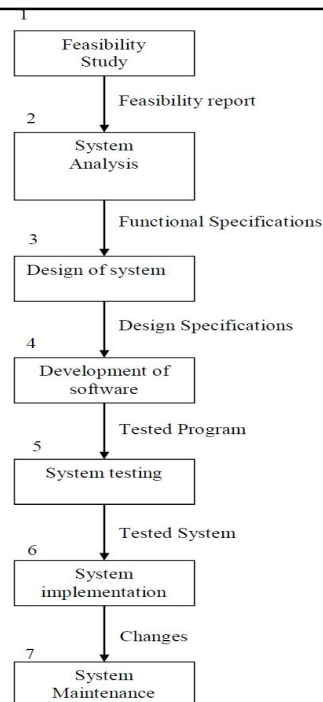 1
Feasibility
Study
Feasibility report
2
System
Analysis
Functional Specifications
3
Design of system
Design Specifications
4
Development of
software
Tested Program
5
System testing
Tested System
6
System
implementation
Changes
7
System
Maintenance